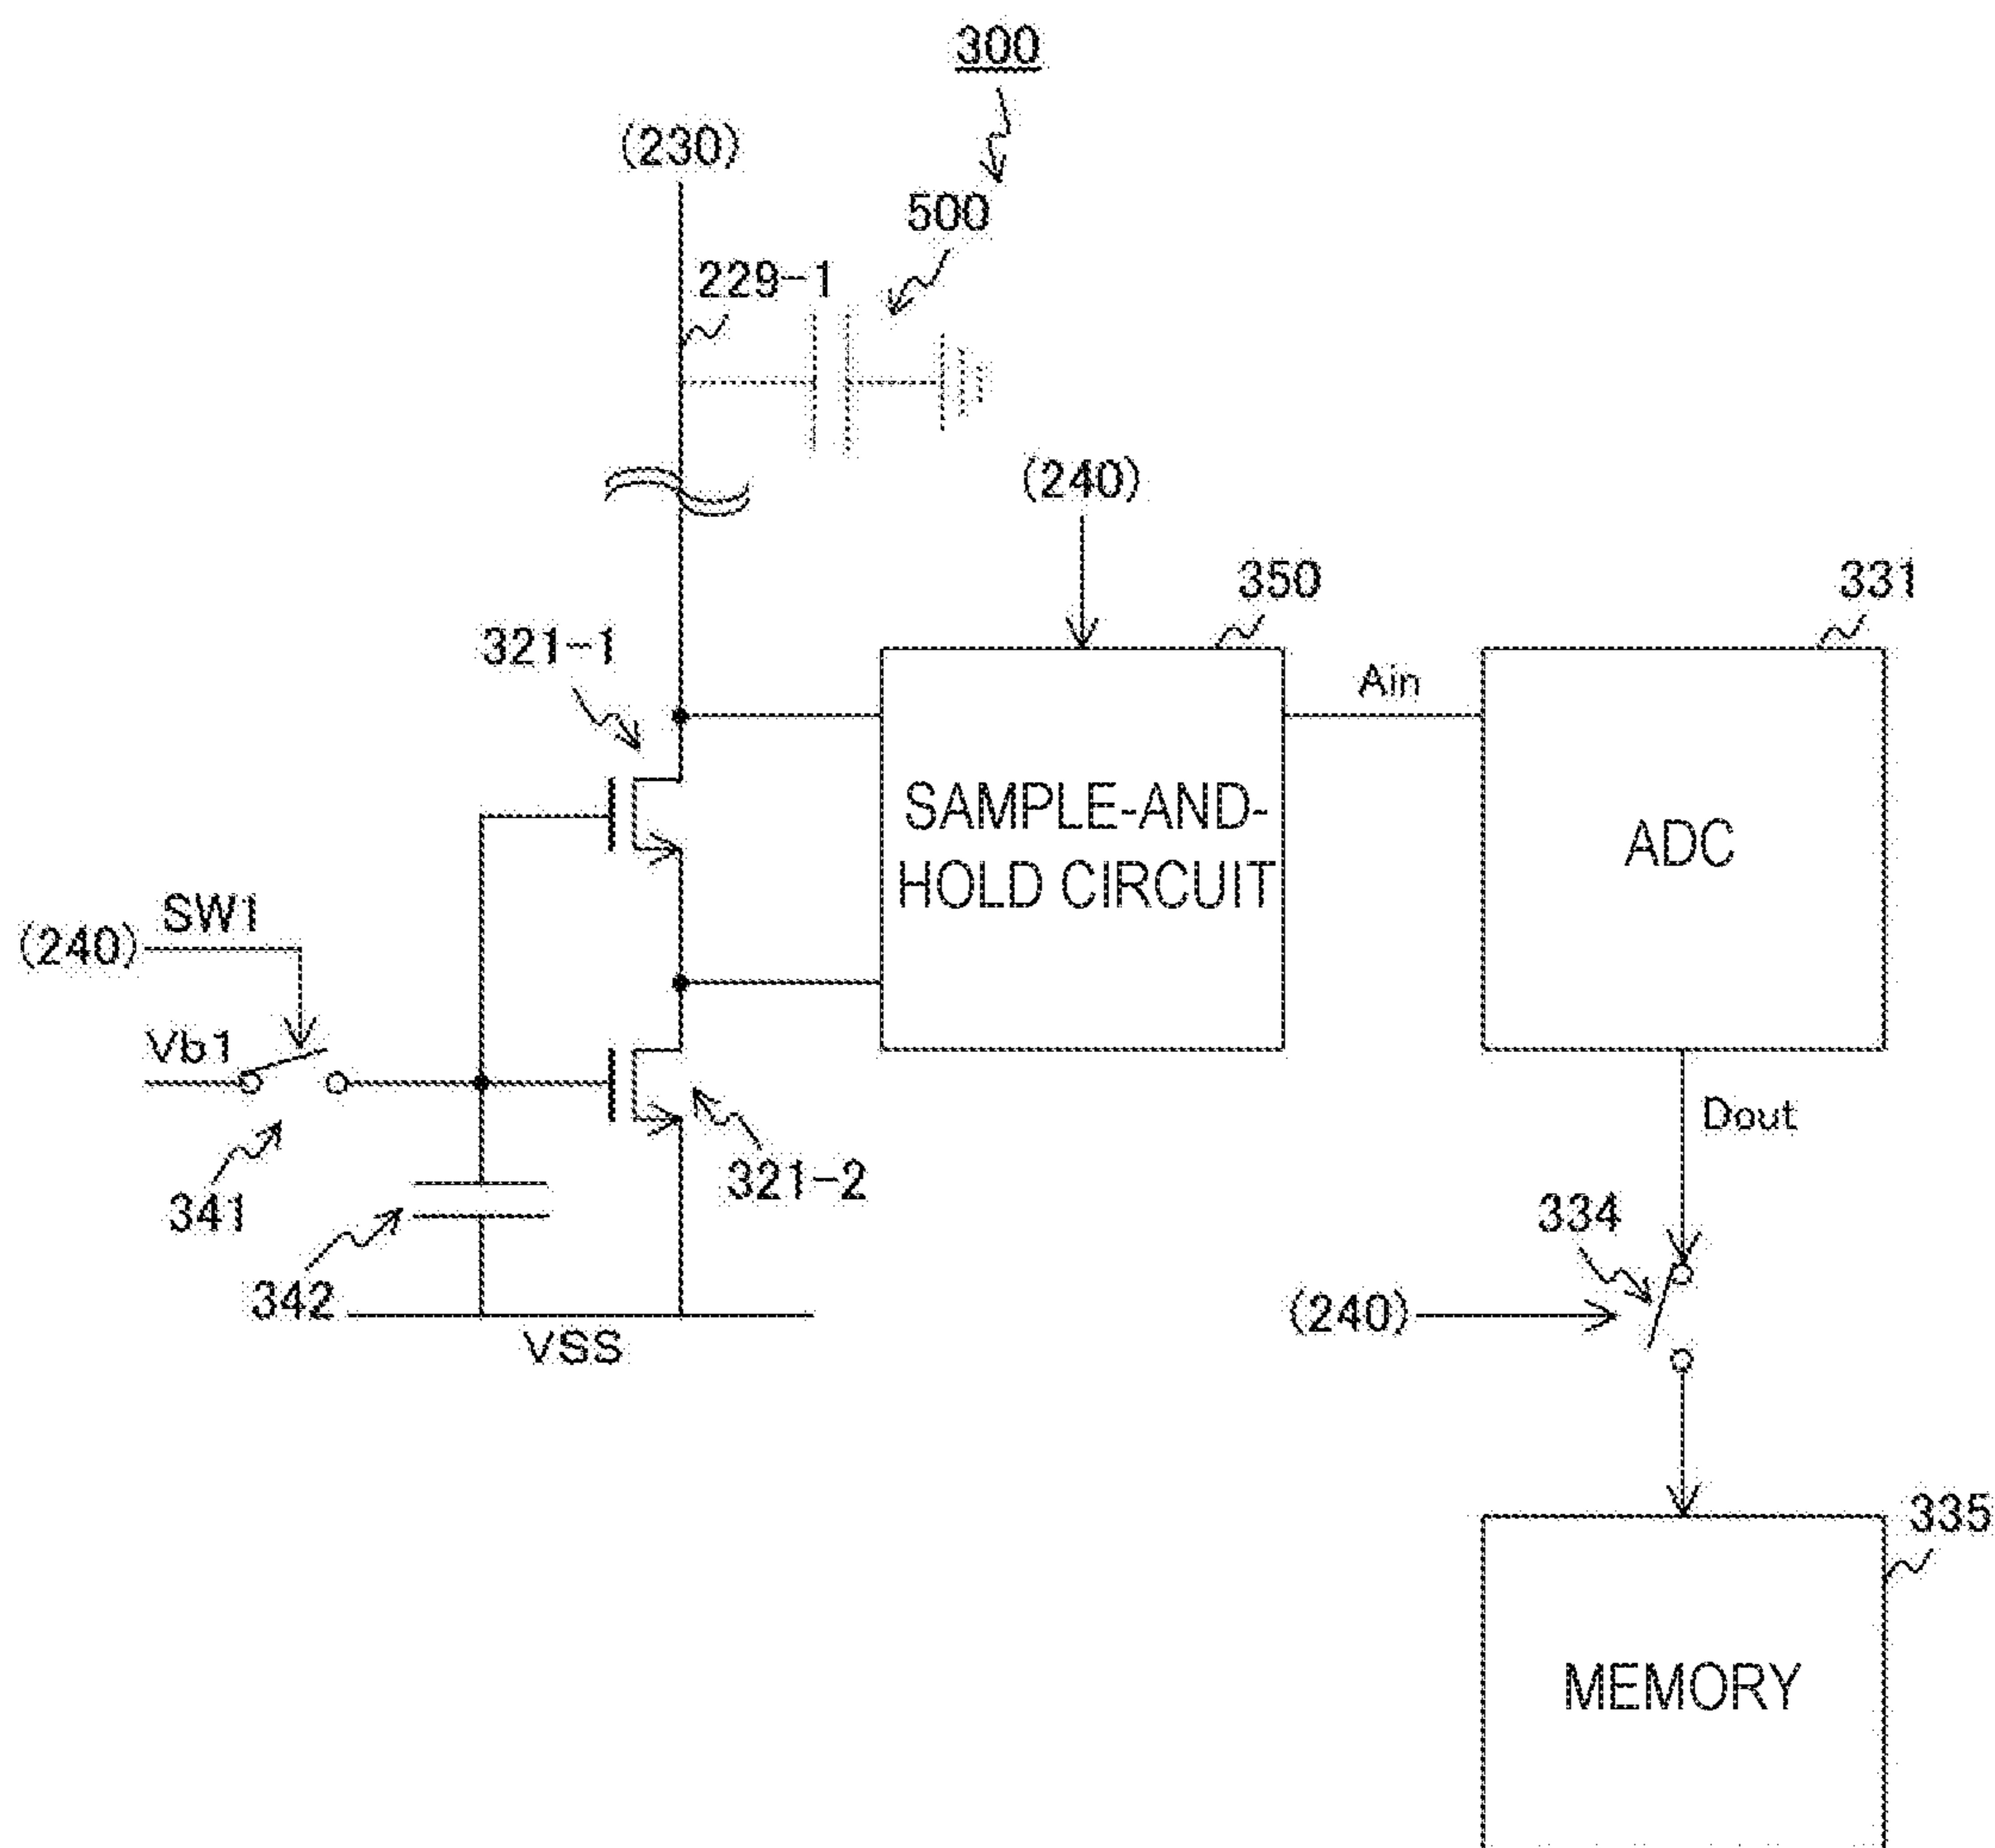 300
(230)
500
229-1
(240)
350
331
321-1
Ain
SAMPLE-AND-
HOLD CIRCUIT
ADC
SW1
(240)
Vb1
Dout
321-2
341
334
342
(240)
VSS
335
MEMORY